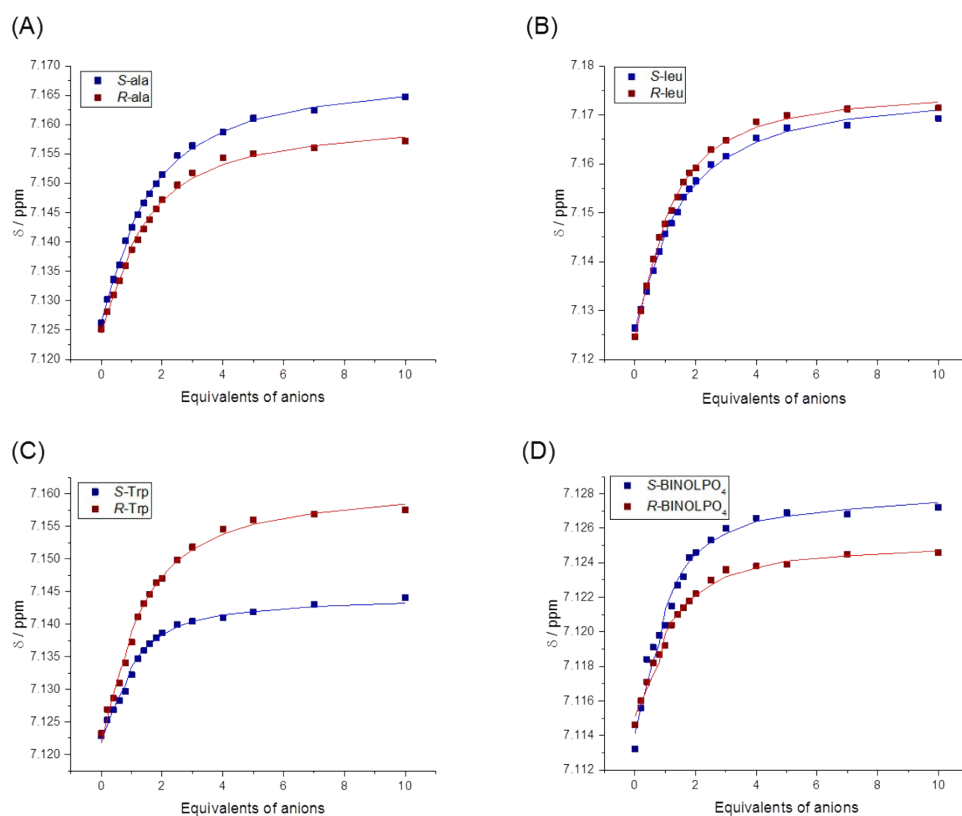 (A)
S-ala
R-ala
7.170
7.165
7.160
7.155
7.150
7.145
7.140
7.135
7.130
7.125
7.120
δ / ppm
0 2 4 6 8 10
Equivalents of anions
(B)
S-leu
R-leu
7.18
7.17
7.16
7.15
7.14
7.13
7.12
δ / ppm
0 2 4 6 8 10
Equivalents of anions
(C)
S-Trp
R-Trp
7.160
7.155
7.150
7.145
7.140
7.135
7.130
7.125
7.120
δ / ppm
0 2 4 6 8 10
Equivalents of anions
(D)
S-BINOLPO₄
R-BINOLPO₄
7.128
7.126
7.124
7.122
7.120
7.118
7.116
7.114
7.112
δ / ppm
0 2 4 6 8 10
Equivalents of anions